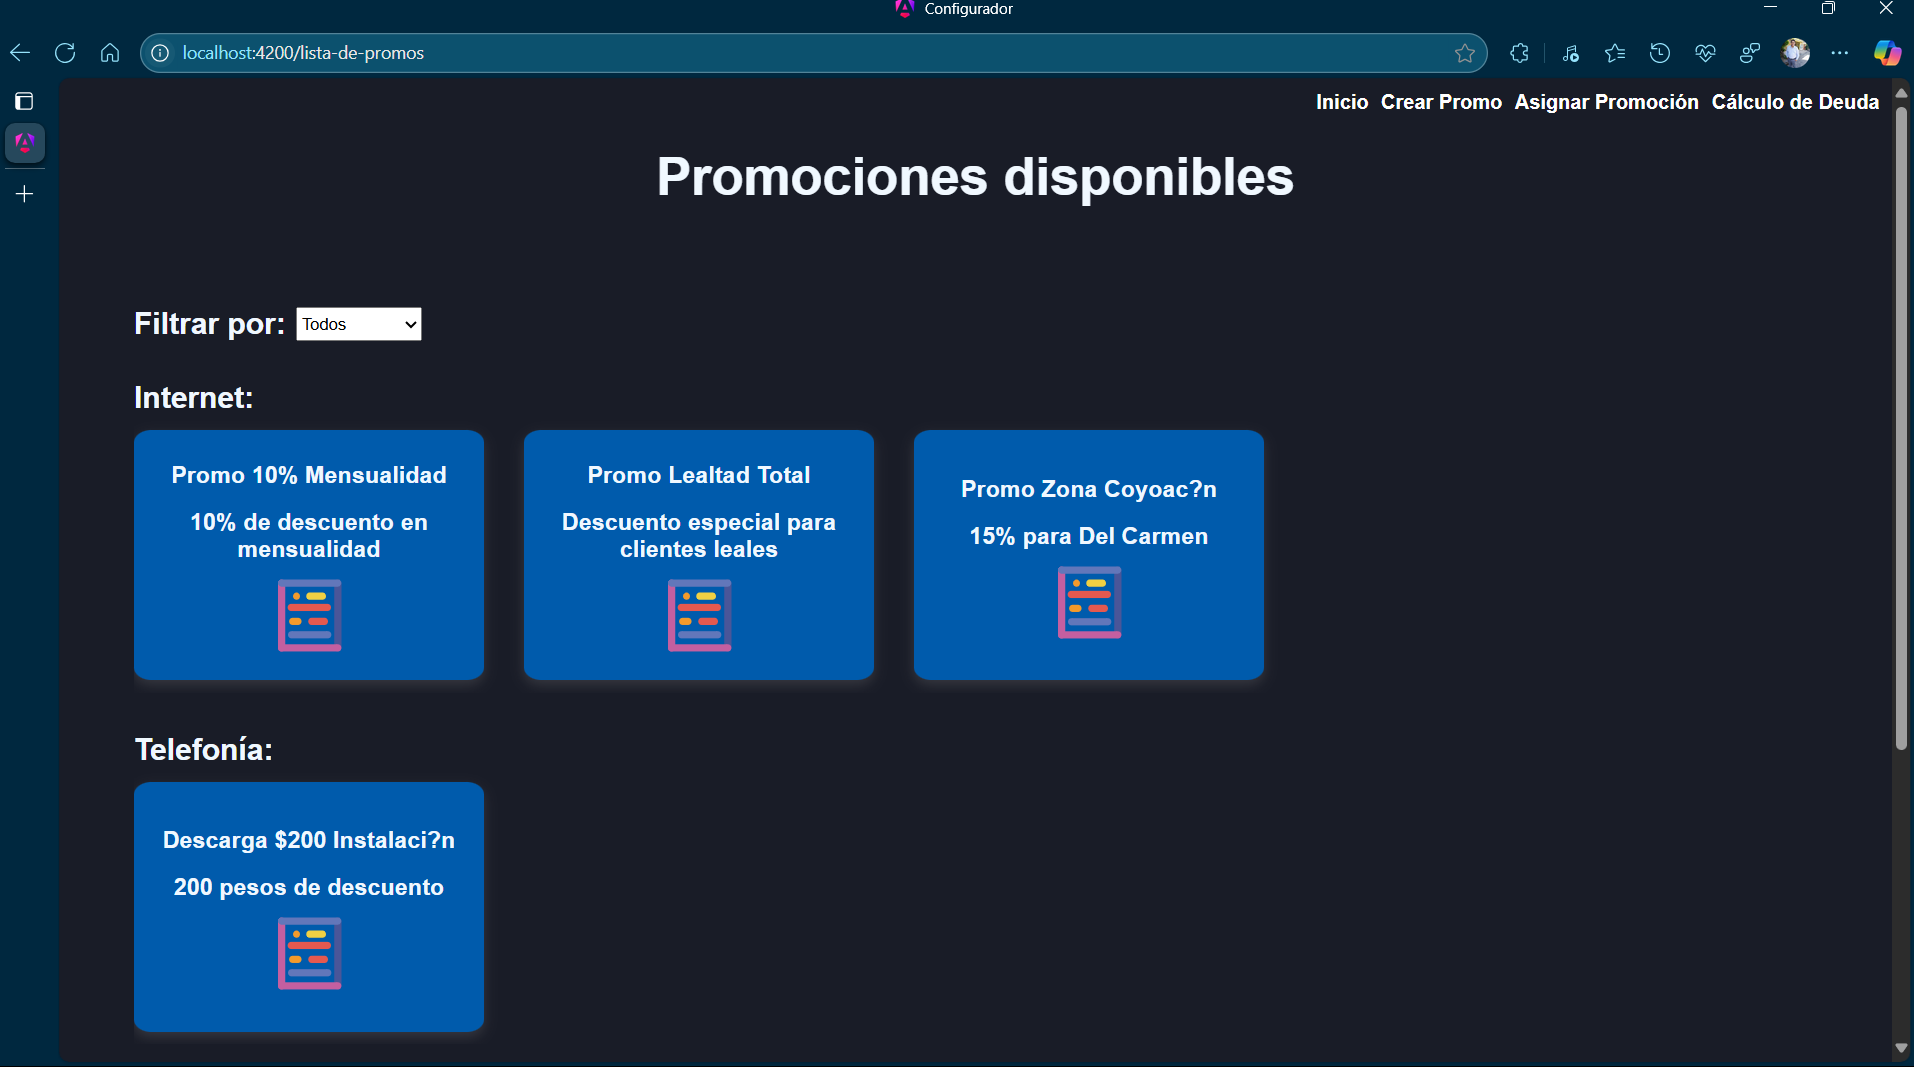 Configurador
localhost:4200/lista-de-promos
Inicio Crear Promo Asignar Promoción Cálculo de Deuda
Promociones disponibles
Filtrar por: Todos
Internet:
Promo 10% Mensualidad
10% de descuento en
mensualidad
Promo Lealtad Total
Descuento especial para
clientes leales
Promo Zona Coyoac?n
15% para Del Carmen
Telefonía:
Descarga $200 Instalaci?n
200 pesos de descuento